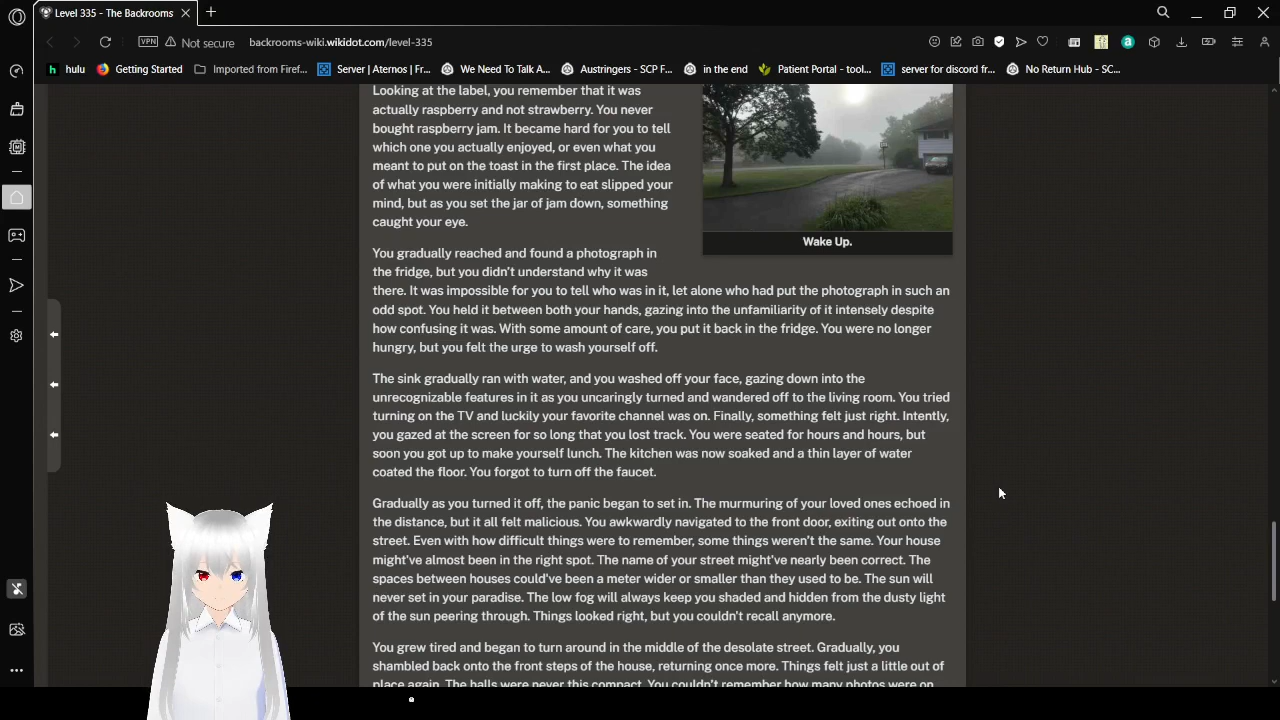 Level 335 - The Backrooms
VPN
Not secure
backrooms-wiki.wikidot.com/level-335
hulu
Getting Started
Imported from Firef...
Server | Aternos | Fr...
We Need To Talk A...
Austringers - SCP F...
in the end
Patient Portal - tool...
server for discord fr...
No Return Hub - SC...
Looking at the label, you remember that it was
actually raspberry and not strawberry. You never
bought raspberry jam. It became hard for you to tell
which one you actually enjoyed, or even what you
meant to put on the toast in the first place. The idea
of what you were initially making to eat slipped your
mind, but as you set the jar of jam down, something
caught your eye.
Wake Up.
You gradually reached and found a photograph in
the fridge, but you didn't understand why it was
there. It was impossible for you to tell who was in it, let alone who had put the photograph in such an
odd spot. You held it between both your hands, gazing into the unfamiliarity of it intensely despite
how confusing it was. With some amount of care, you put it back in the fridge. You were no longer
hungry, but you felt the urge to wash yourself off.
The sink gradually ran with water, and you washed off your face, gazing down into the
unrecognizable features in it as you uncaringly turned and wandered off to the living room. You tried
turning on the TV and luckily your favorite channel was on. Finally, something felt just right. Intently,
you gazed at the screen for so long that you lost track. You were seated for hours and hours, but
soon you got up to make yourself lunch. The kitchen was now soaked and a thin layer of water
coated the floor. You forgot to turn off the faucet.
Gradually as you turned it off, the panic began to set in. The murmuring of your loved ones echoed in
the distance, but it all felt malicious. You awkwardly navigated to the front door, exiting out onto the
street. Even with how difficult things were to remember, some things weren't the same. Your house
might've almost been in the right spot. The name of your street might've nearly been correct. The
spaces between houses could've been a meter wider or smaller than they used to be. The sun will
never set in your paradise. The low fog will always keep you shaded and hidden from the dusty light
of the sun peering through. Things looked right, but you couldn't recall anymore.
You grew tired and began to turn around in the middle of the desolate street. Gradually, you
shambled back onto the front steps of the house, returning once more. Things felt just a little out of
place again. The halls were never this compact. You couldn't remember how many photos were on